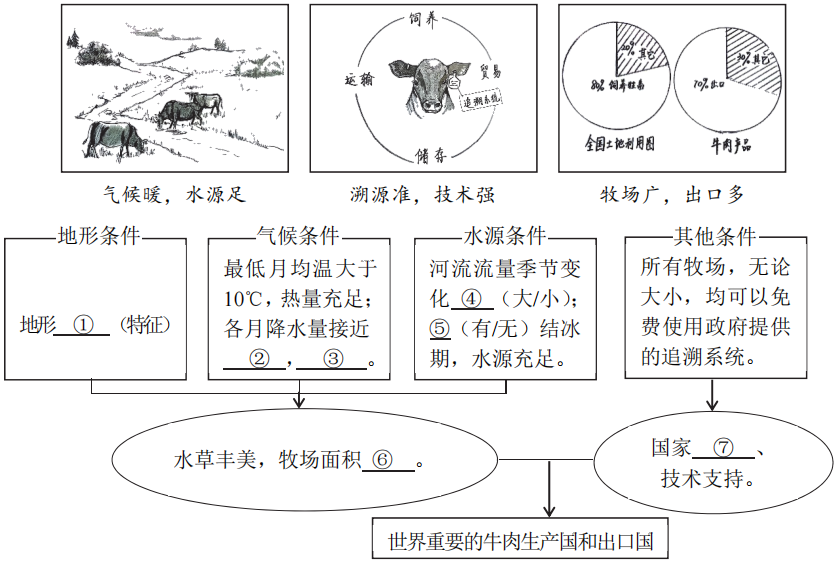 饲养
运输
贸易
追溯系统
储存
20%其它
80%饲养牲畜
全国土地利用图
30%其它
70%出口
牛肉产品
气候暖，水源足
溯源准，技术强
牧场广，出口多
地形条件
地形①（特征）
气候条件
最低月均温大于
10℃，热量充足；
各月降水量接近
②，③。
水源条件
河流流量季节变
化④（大/小）；
⑤（有/无）结冰
期，水源充足。
其他条件
所有牧场，无论
大小，均可以免
费使用政府提供
的追溯系统。
水草丰美，牧场面积⑥。
国家⑦、
技术支持。
世界重要的牛肉生产国和出口国